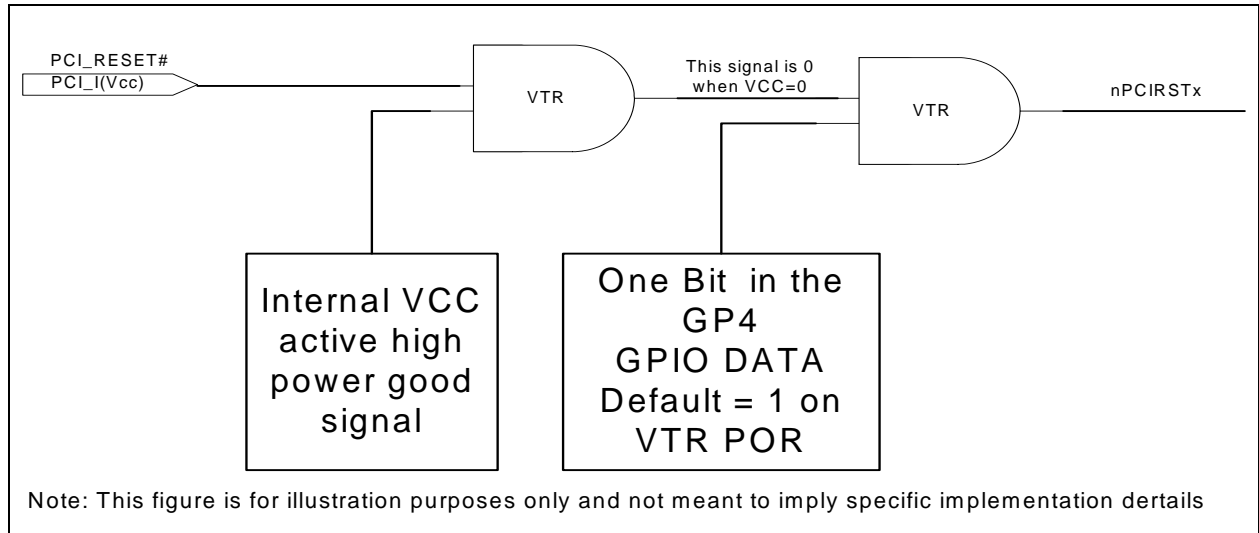 PCI_RESET#
PCI_I(Vcc)
VTR
This signal is 0
when VCC=0
VTR
nPCIRSTx
Internal VCC
active high
power good
signal
One Bit in the
GP4
GPIO DATA
Default = 1 on
VTR POR
Note: This figure is for illustration purposes only and not meant to imply specific implementation dertails